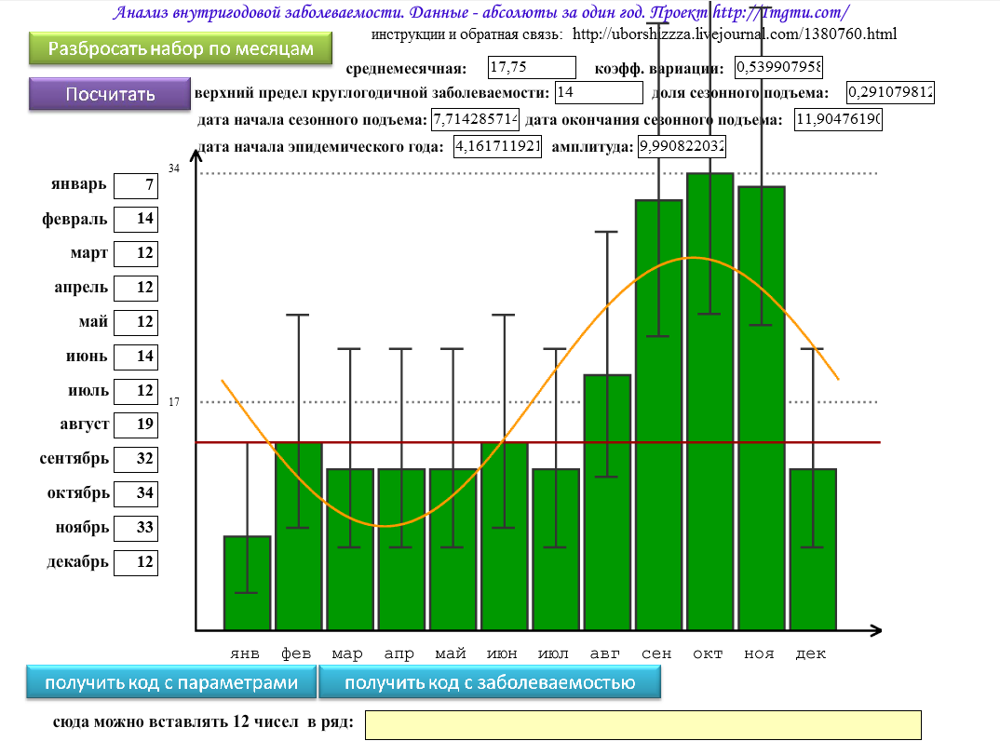 Анализ внутригодовой заболеваемости. Данные - абсолюты за один год. Проект http://1mgmu.com/
инструкции и обратная связь: http://uborshizzza.livejournal.com/1380760.html
Разбросать набор по месяцам
среднемесячная: 17,75 коэфф. вариации: 0,539907958
Посчитать
верхний предел круглогодичной заболеваемости: 14 доля сезонного подъема: 0,291079812
дата начала сезонного подъема: 7,714285714 дата окончания сезонного подъема: 11,90476190
дата начала эпидемического года: 4,161711921 амплитуда: 9,990822032
34
январь 7
февраль 14
март 12
апрель 12
май 12
июнь 14
июль 12
17
август 19
сентябрь 32
октябрь 34
ноябрь 33
декабрь 12
янв фев мар апр май июн июл авг сен окт ноя дек
получить код с параметрами
получить код с заболеваемостью
сюда можно вставлять 12 чисел в ряд: